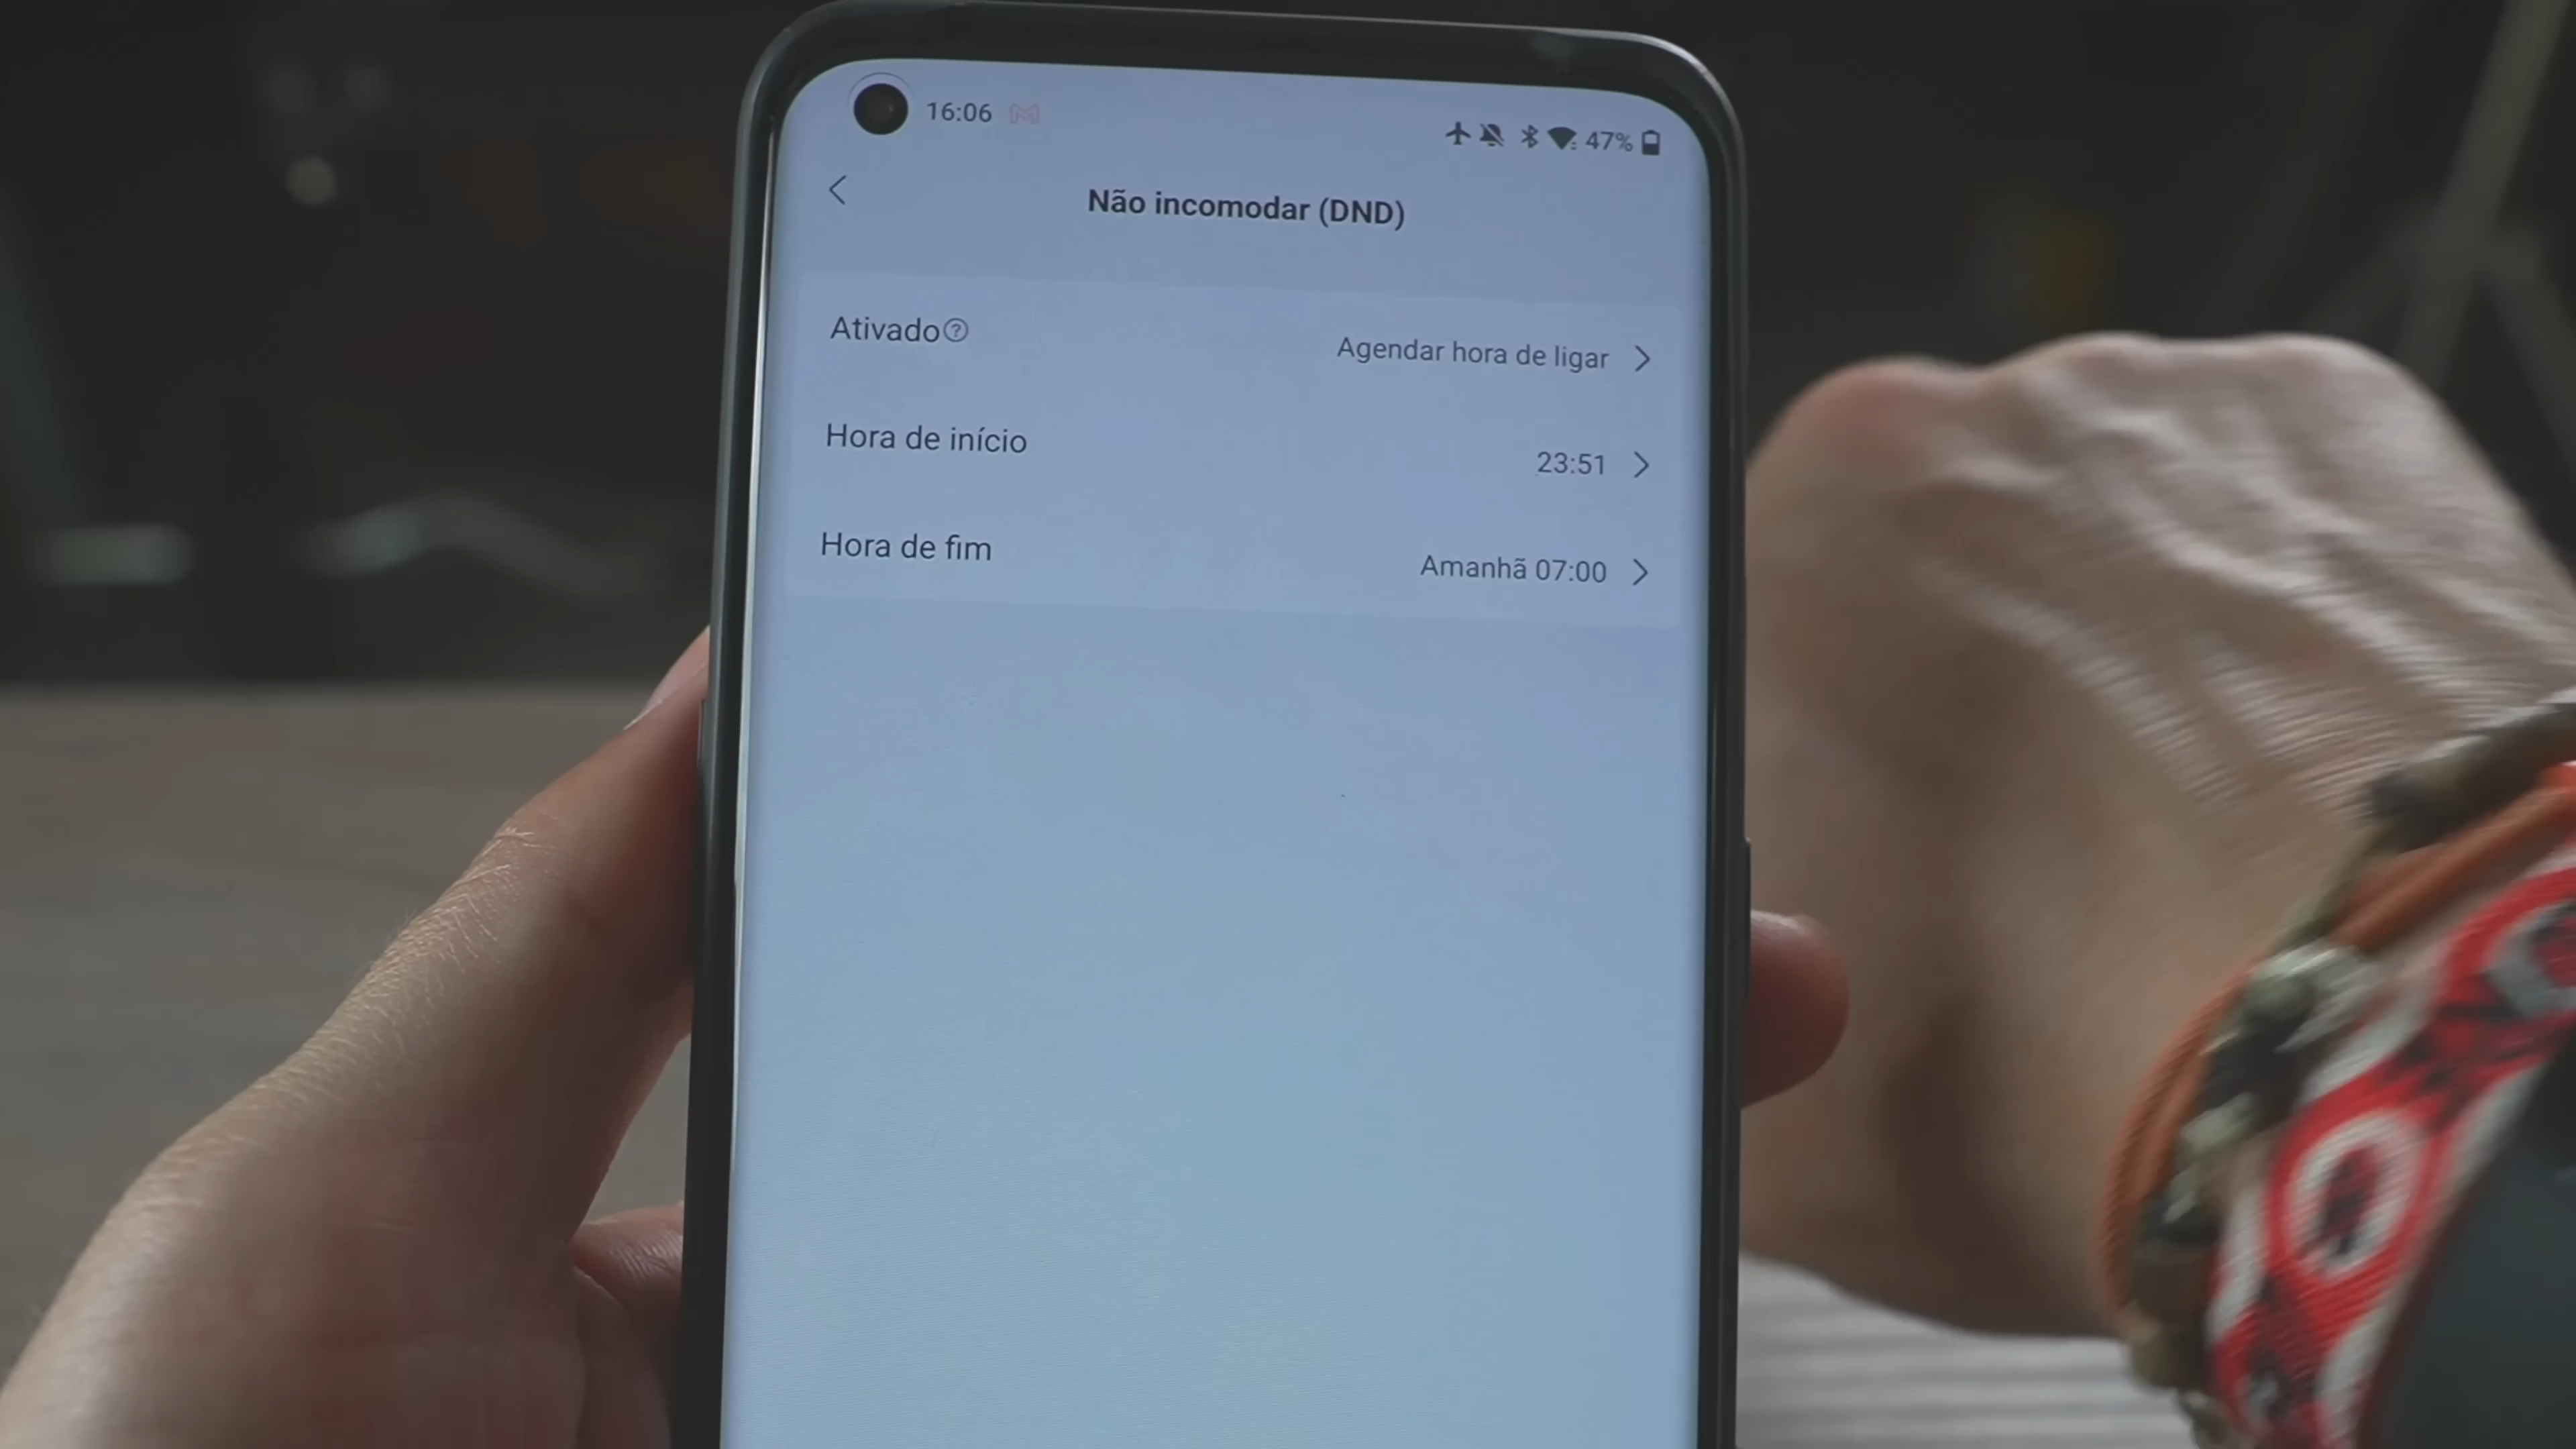 16:06 47%
Não incomodar (DND)
Ativado Agendar hora de ligar
Hora de início 23:51
Hora de fim Amanhã 07:00